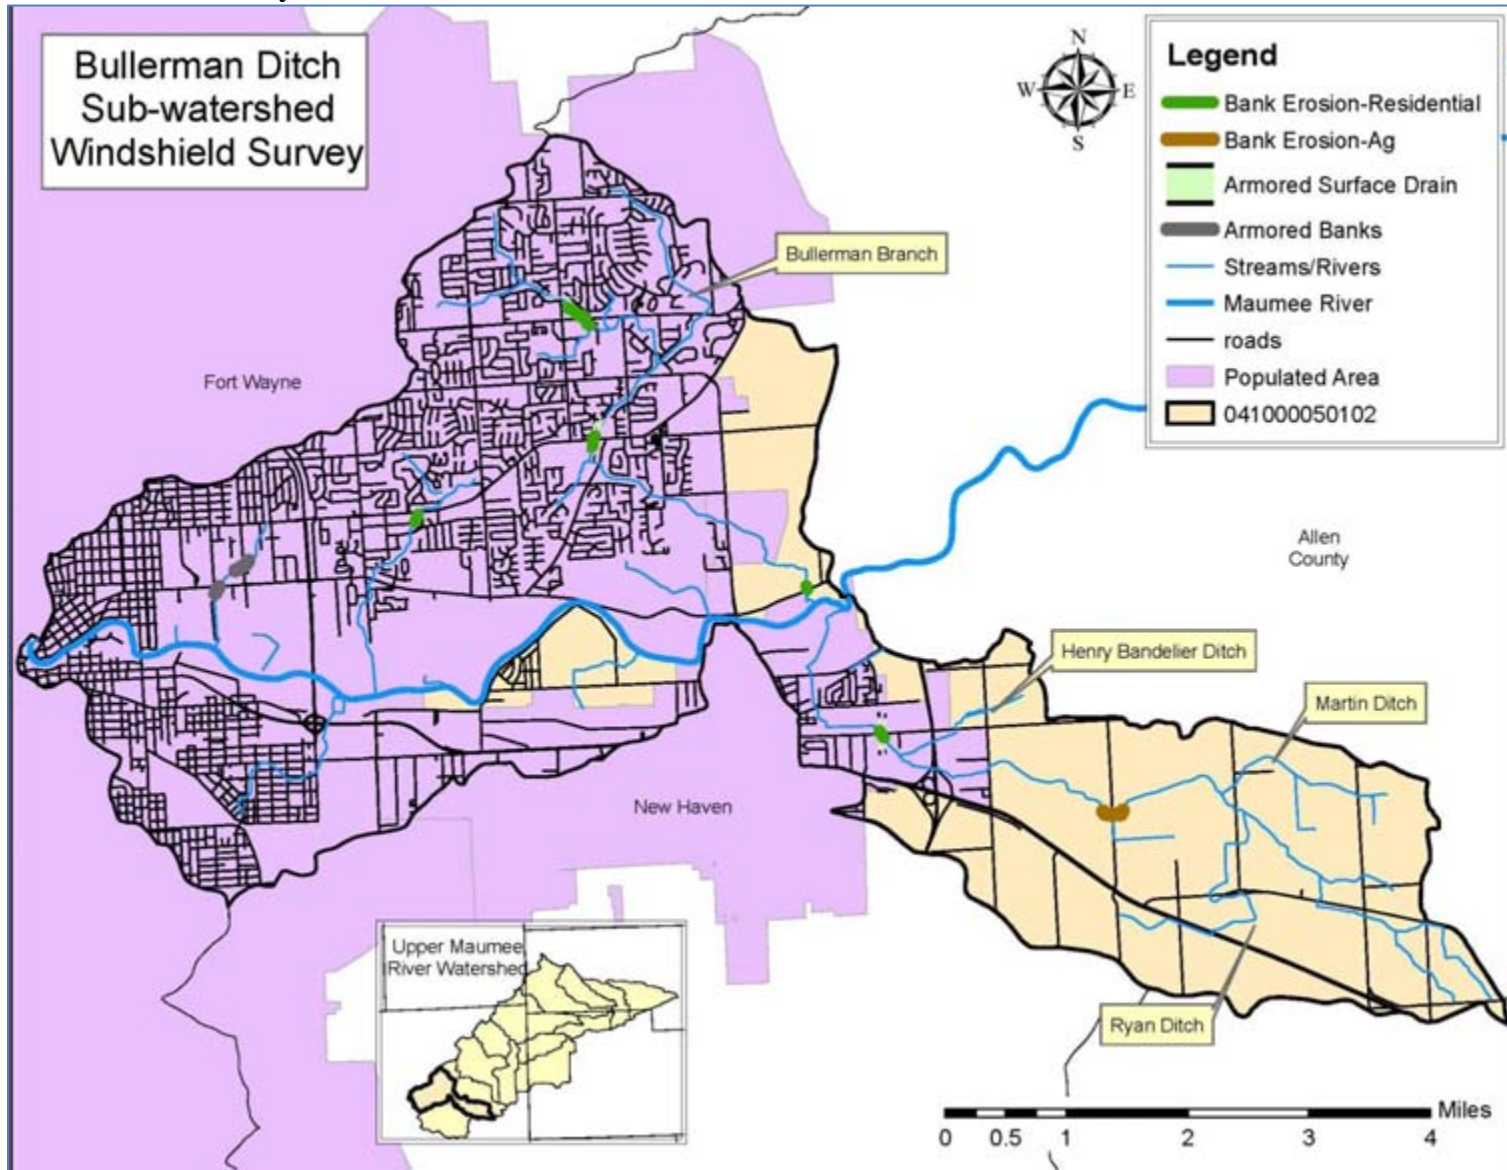 Bullerman Ditch
Sub-watershed
Windshield Survey
N
W E
S
Legend
Bank Erosion-Residential
Bank Erosion-Ag
Armored Surface Drain
Armored Banks
Streams/Rivers
Maumee River
roads
Populated Area
041000050102
Bullerman Branch
Fort Wayne
Allen
County
Henry Bandelier Ditch
Martin Ditch
New Haven
Upper Maumee
River Watershed
Ryan Ditch
Miles
0 0.5 1 2 3 4